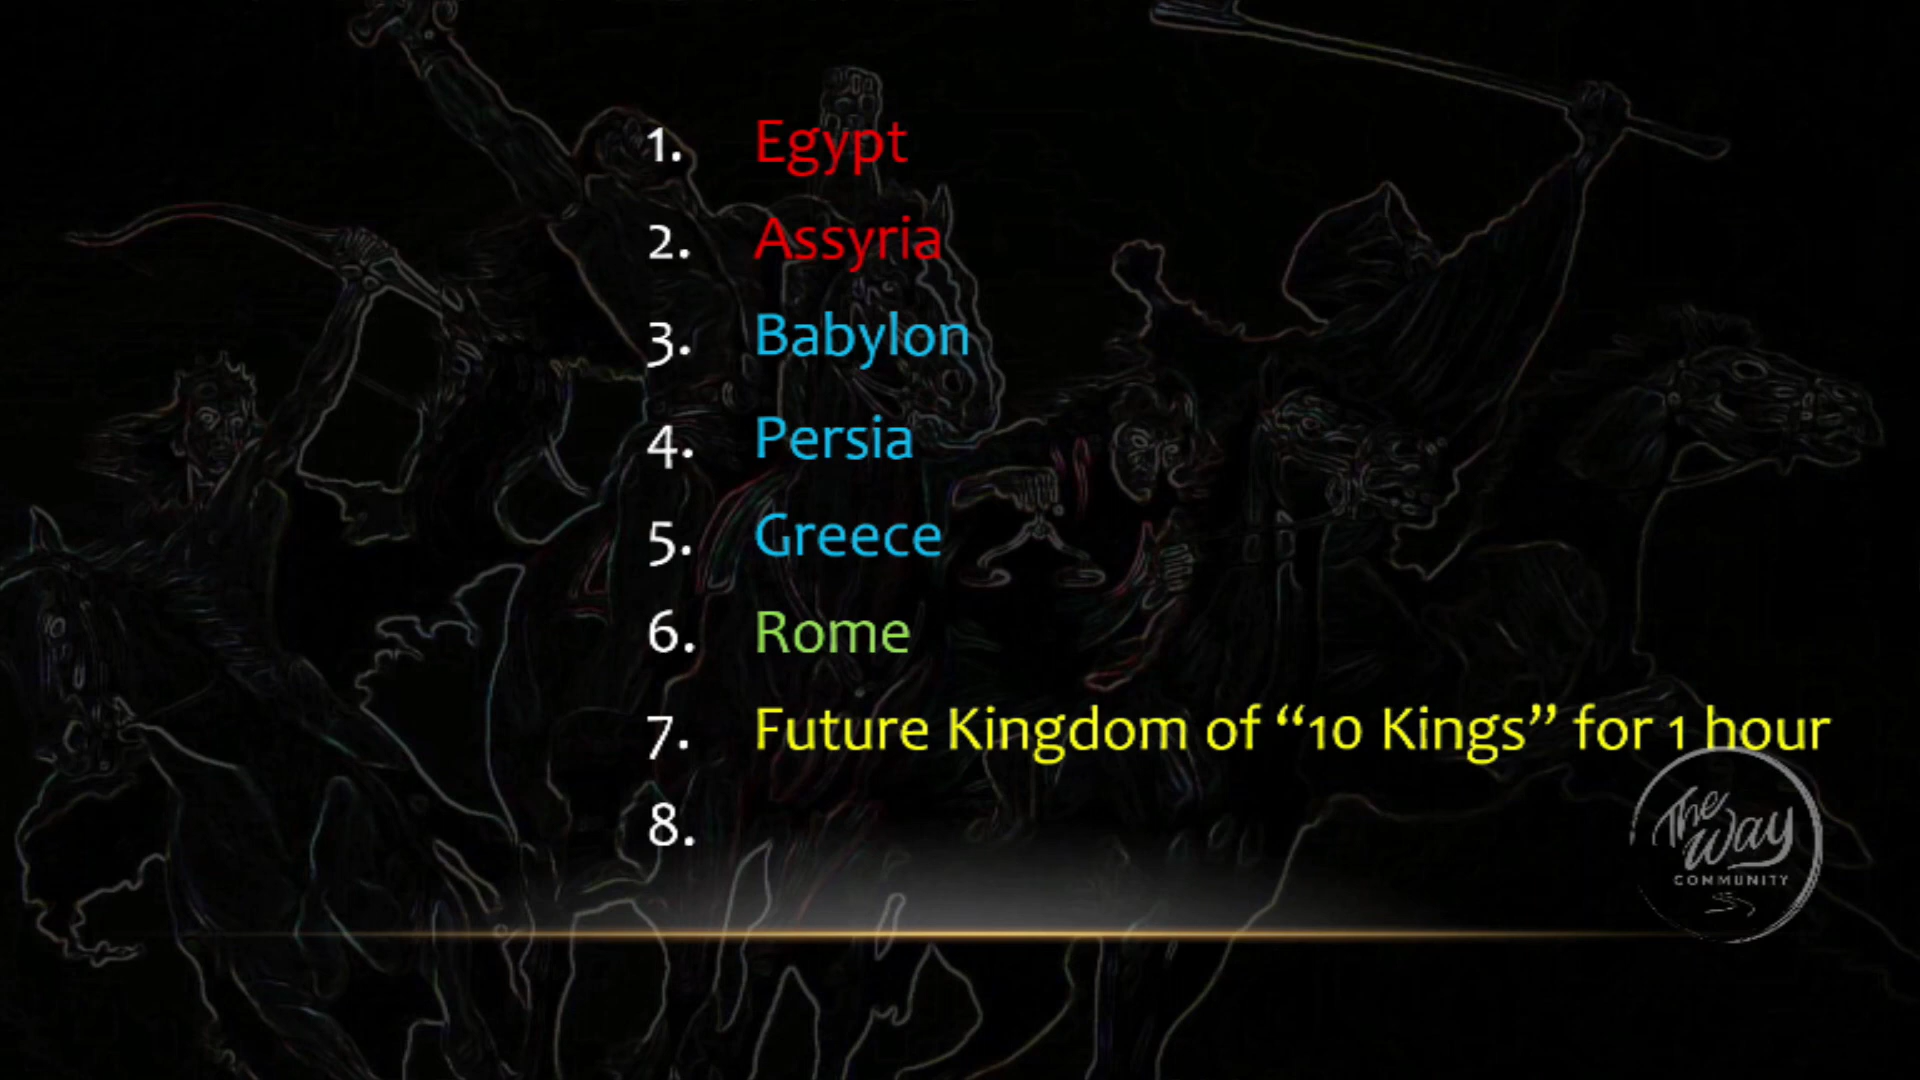 1. Egypt
2. Assyria
3. Babylon
4. Persia
5. Greece
6. Rome
7. Future Kingdom of “10 Kings” for 1 hour
8.
The
Way
COMMUNITY